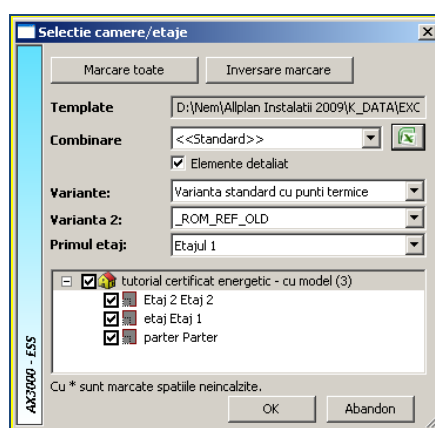 Selectie camere/etaje
Marcare toate
Inversare marcare
Template
D:\Nem\Allplan Instalatii 2009\K_DATA\EXC
Combinare
<<Standard>>
Elemente detaliat
Variante:
Varianta standard cu punti termice
Varianta 2:
_ROM_REF_OLD
Primul etaj:
Etajul 1
tutorial certificat energetic - cu model (3)
Etaj 2 Etaj 2
etaj Etaj 1
parter Parter
Cu * sunt marcate spatiile neincalzite.
OK
Abandon
AX3000 - ESS